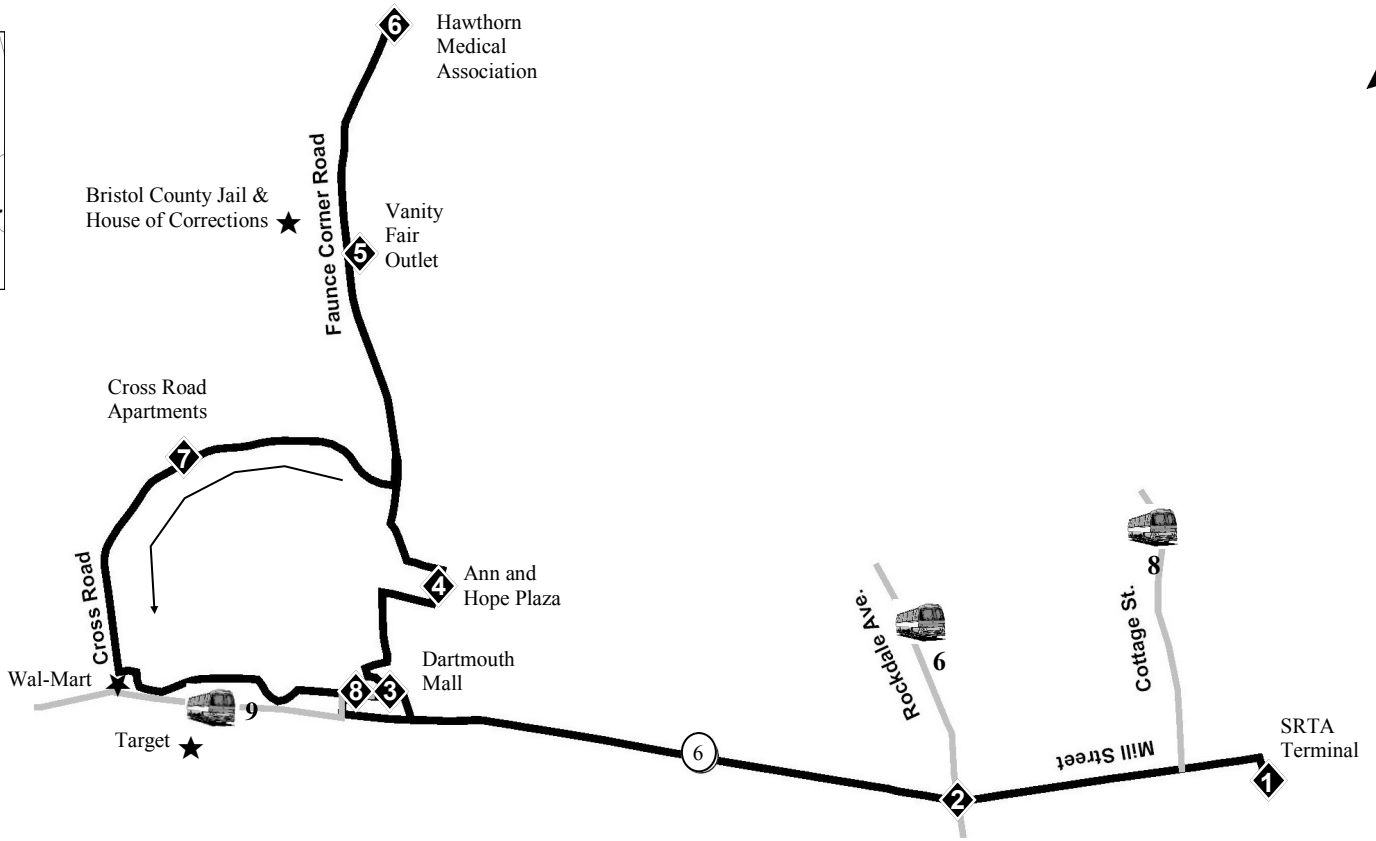 6
Hawthorn
Medical
Association
Faunce Corner Road
Bristol County Jail &
House of Corrections
5
Vanity
Fair
Outlet
Cross Road
Apartments
7
4
Ann and
Hope Plaza
Cross Road
Wal-Mart
Dartmouth
Mall
8
3
9
Target
6
Rockdale Ave.
6
8
Cottage St.
Mill Street
SRTA
Terminal
2
1